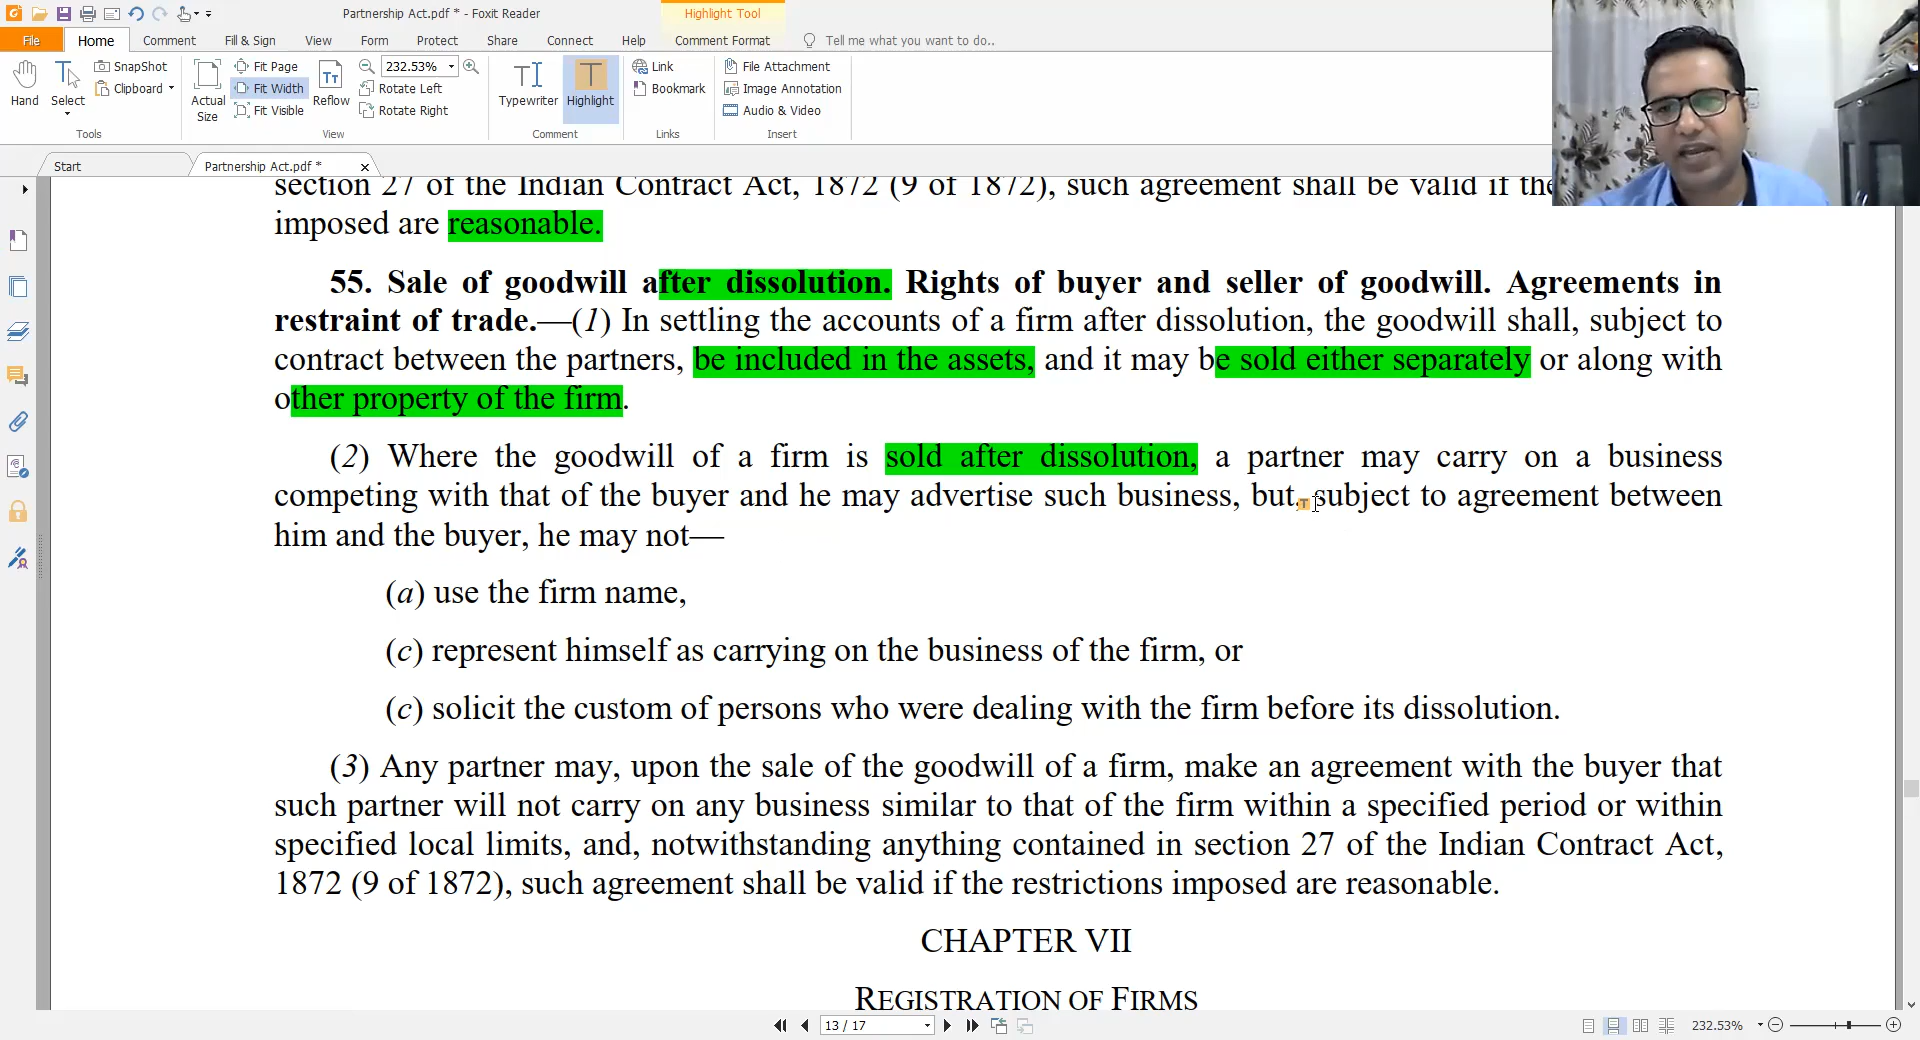 Partnership Act.pdf * - Foxit Reader
Highlight Tool
File
Home
Comment
Fill & Sign
View
Form
Protect
Share
Connect
Help
Comment Format
Tell me what you want to do..
Hand
Select
SnapShot
Clipboard
Tools
Actual
Size
Fit Page
Fit Width
Fit Visible
Reflow
232.53%
Rotate Left
Rotate Right
View
Typewriter
Highlight
Comment
Link
Bookmark
Links
File Attachment
Image Annotation
Audio & Video
Insert
Start
Partnership Act.pdf *
section 27 of the Indian Contract Act, 1872 (9 of 1872), such agreement shall be valid if the
imposed are reasonable.
55. Sale of goodwill after dissolution. Rights of buyer and seller of goodwill. Agreements in
restraint of trade.—(1) In settling the accounts of a firm after dissolution, the goodwill shall, subject to
contract between the partners, be included in the assets, and it may be sold either separately or along with
other property of the firm.
(2) Where the goodwill of a firm is sold after dissolution, a partner may carry on a business
competing with that of the buyer and he may advertise such business, but, subject to agreement between
him and the buyer, he may not—
(a) use the firm name,
(c) represent himself as carrying on the business of the firm, or
(c) solicit the custom of persons who were dealing with the firm before its dissolution.
(3) Any partner may, upon the sale of the goodwill of a firm, make an agreement with the buyer that
such partner will not carry on any business similar to that of the firm within a specified period or within
specified local limits, and, notwithstanding anything contained in section 27 of the Indian Contract Act,
1872 (9 of 1872), such agreement shall be valid if the restrictions imposed are reasonable.
CHAPTER VII
REGISTRATION OF FIRMS
13 / 17
232.53%